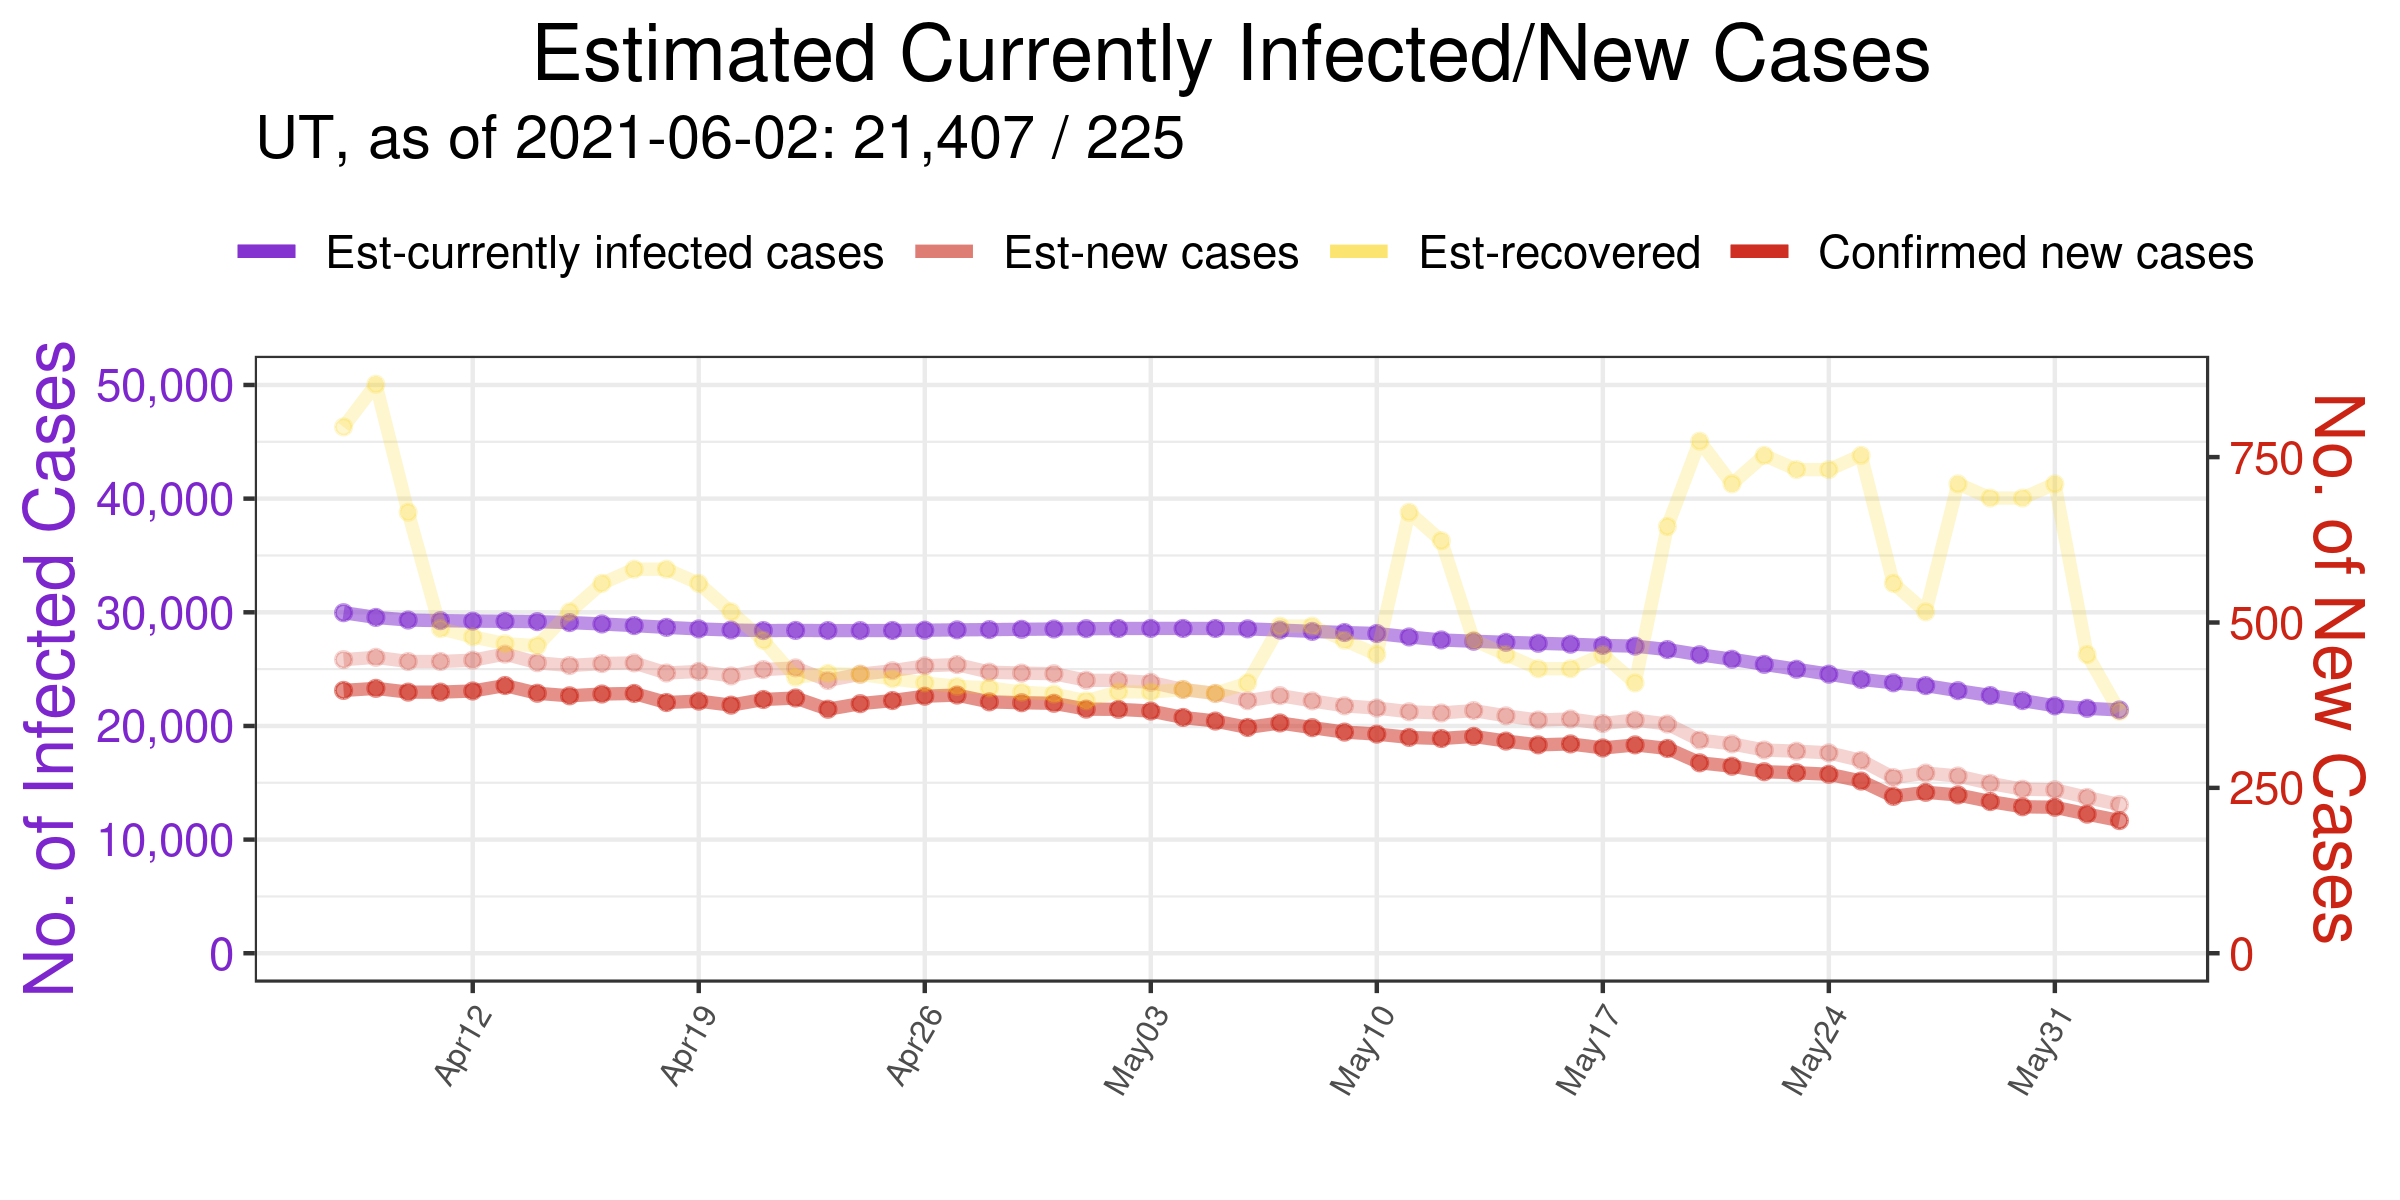 Estimated Currently Infected/New Cases
UT, as of 2021-06-02: 21,407 / 225
Est-currently infected cases Est-new cases Est-recovered Confirmed new cases
No. of Infected Cases
50,000
40,000
30,000
20,000
10,000
0
750
500
250
0
No. of New Cases
Apr12 Apr19 Apr26 May03 May10 May17 May24 May31